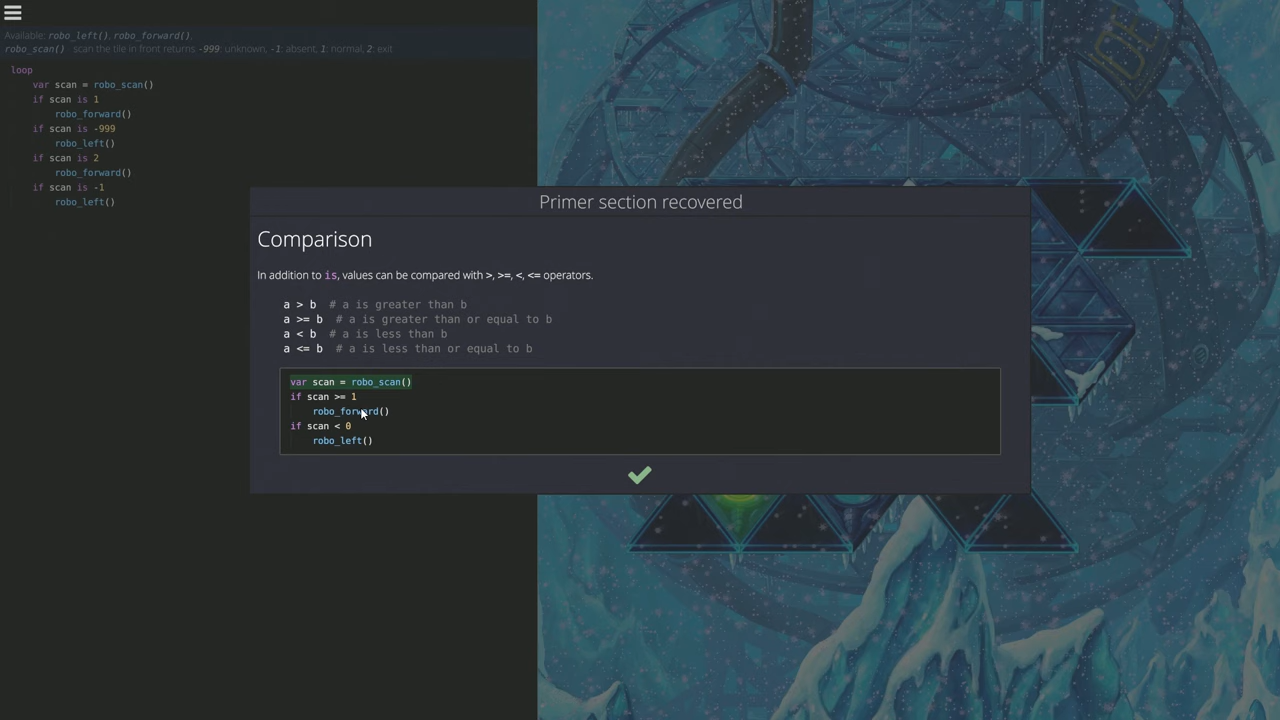 Available: robo_left(), robo_forward(),
robo_scan() scan the tile in front returns -999: unknown, -1: absent, 1: normal, 2: exit
loop
var scan = robo_scan()
if scan is 1
robo_forward()
if scan is -999
robo_left()
if scan is 2
robo_forward()
if scan is -1
robo_left()
Primer section recovered
Comparison
In addition to is, values can be compared with >, >=, <, <= operators.
a > b # a is greater than b
a >= b # a is greater than or equal to b
a < b # a is less than b
a <= b # a is less than or equal to b
var scan = robo_scan()
if scan >= 1
robo_forward()
if scan < 0
robo_left()